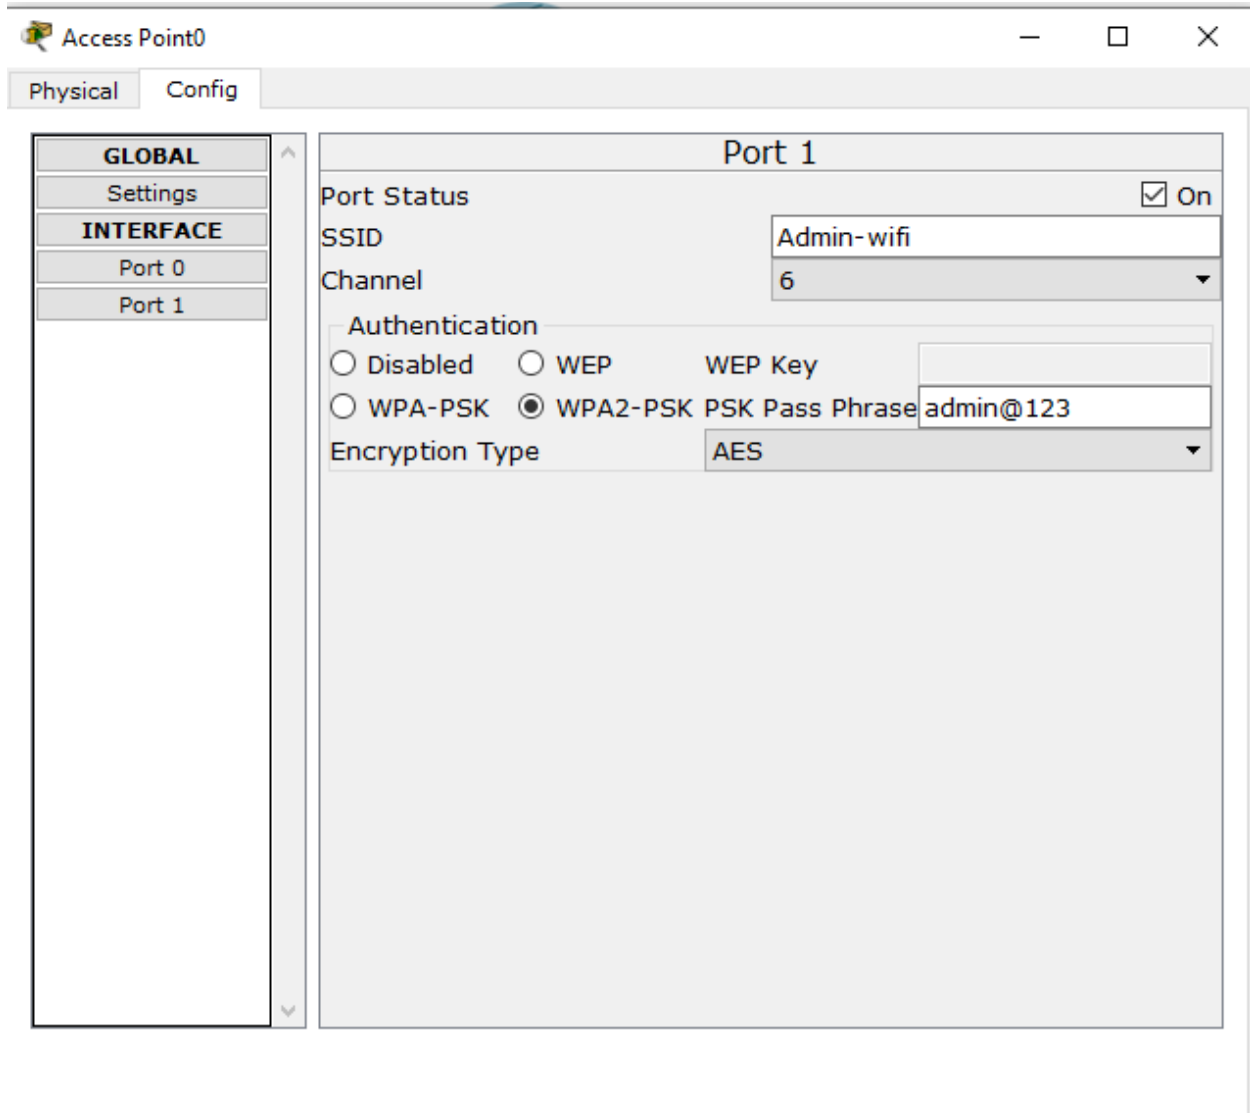 Access Point0
Physical Config
GLOBAL
Settings
INTERFACE
Port 0
Port 1
Port 1
Port Status On
SSID Admin-wifi
Channel 6
Authentication
Disabled WEP WEP Key
WPA-PSK WPA2-PSK PSK Pass Phrase admin@123
Encryption Type AES